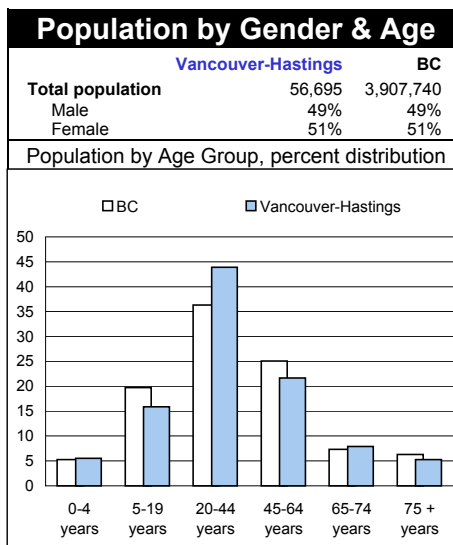 Population by Gender & Age
Vancouver-Hastings BC
Total population 56,695 3,907,740
Male 49% 49%
Female 51% 51%
Population by Age Group, percent distribution
BC Vancouver-Hastings
50
45
40
35
30
25
20
15
10
5
0
0-4 5-19 20-44 45-64 65-74 75 +
years years years years years years